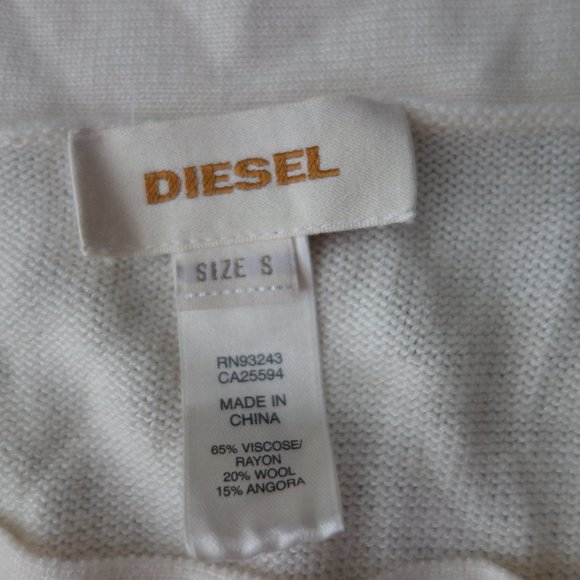 DIESEL
SIZE S
RN93243
CA25594
MADE IN
CHINA
65% VISCOSE/
RAYON
20% WOOL
15% ANGORA